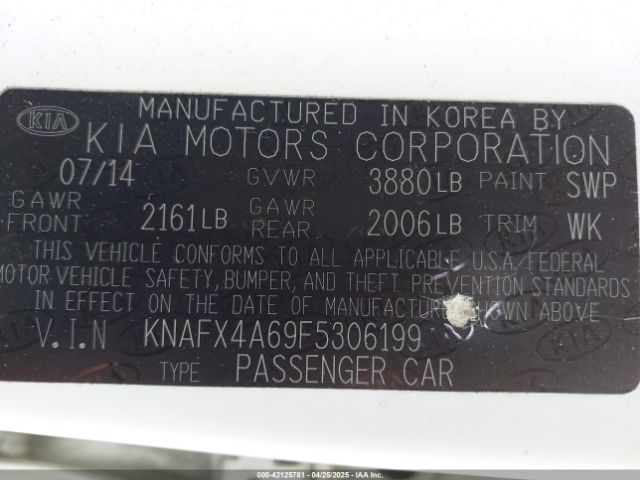 KIA
MANUFACTURED IN KOREA BY
KIA MOTORS CORPORATION
07/14 GVWR 3880LB PAINT SWP
GAWR FRONT 2161LB GAWR REAR 2006LB TRIM WK
THIS VEHICLE CONFORMS TO ALL APPLICABLE U.S.A. FEDERAL
MOTOR VEHICLE SAFETY, BUMPER, AND THEFT PREVENTION STANDARDS
IN EFFECT ON THE DATE OF MANUFACTURE SHOWN ABOVE
V.I.N KNAFX4A69F5306199
TYPE PASSENGER CAR
000-42125781 - 04/25/2025 - IAAI.COM